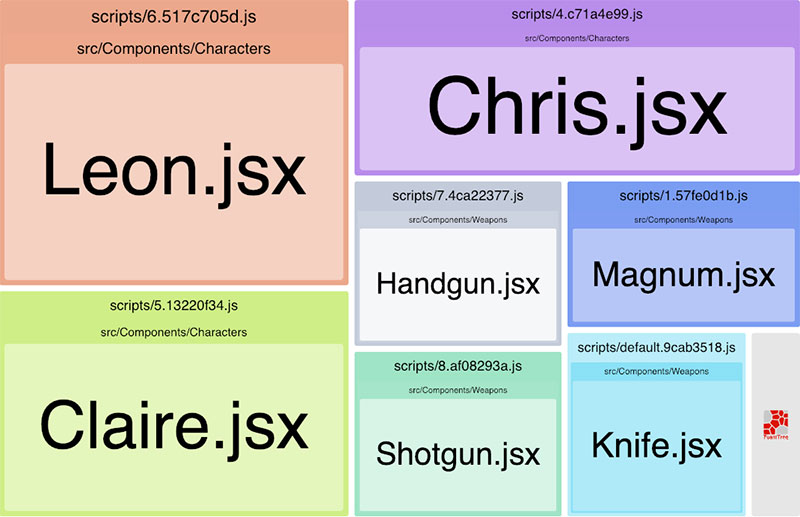 scripts/6.517c705d.js
src/Components/Characters
Leon.jsx
scripts/5.13220f34.js
src/Components/Characters
Claire.jsx
scripts/4.c71a4e99.js
src/Components/Characters
Chris.jsx
scripts/7.4ca22377.js
src/Components/Weapons
Handgun.jsx
scripts/1.57fe0d1b.js
src/Components/Weapons
Magnum.jsx
scripts/8.af08293a.js
src/Components/Weapons
Shotgun.jsx
scripts/default.9cab3518.js
src/Components/Weapons
Knife.jsx
FoamTree